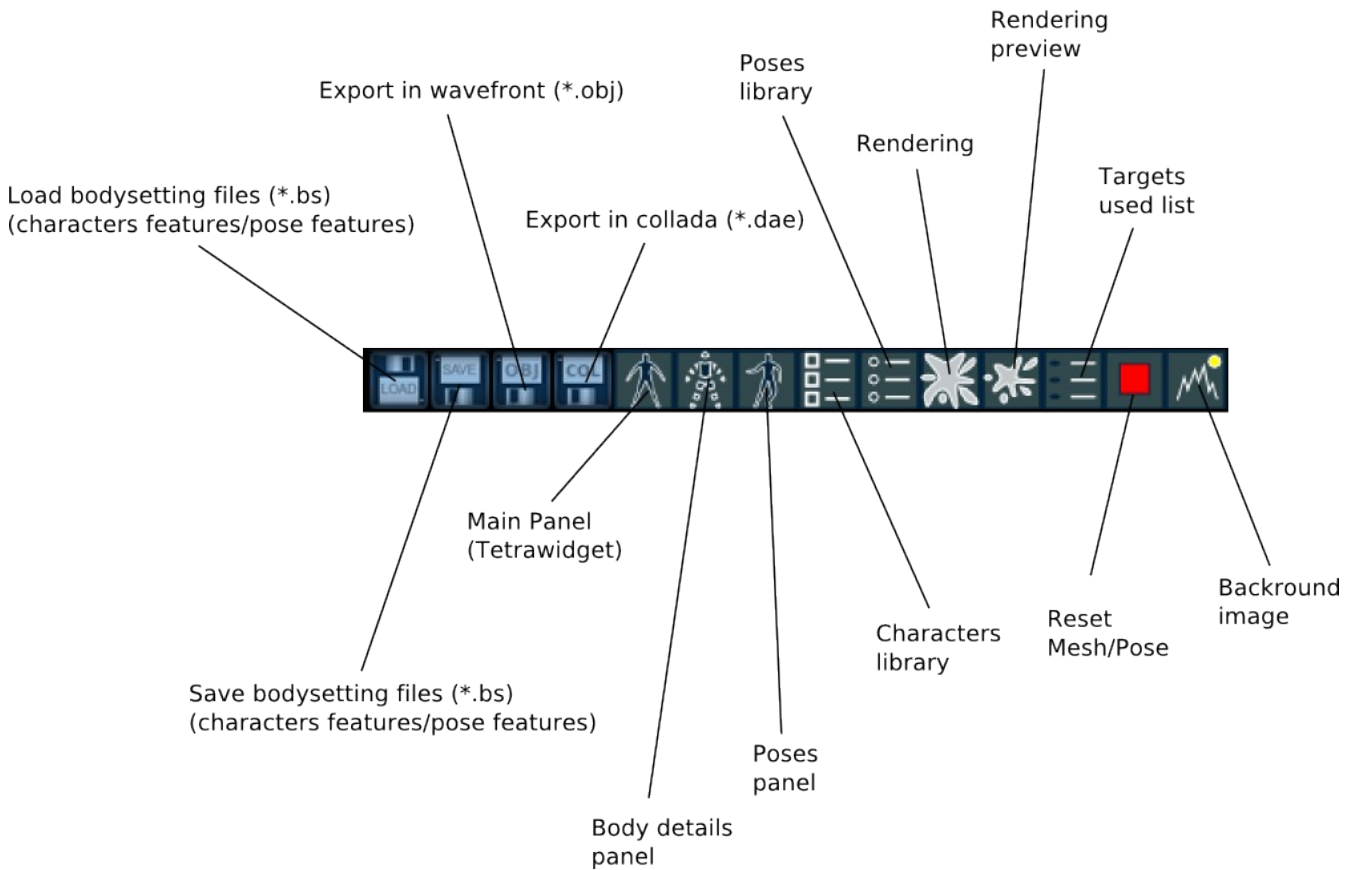 Rendering
preview
Poses
library
Export in wavefront (*.obj)
Rendering
Targets
used list
Load bodysetting files (*.bs)
(characters features/pose features)
Export in collada (*.dae)
LOAD
SAVE
OBJ
COL
Main Panel
(Tetrawidget)
Backround
image
Reset
Mesh/Pose
Characters
library
Save bodysetting files (*.bs)
(characters features/pose features)
Poses
panel
Body details
panel